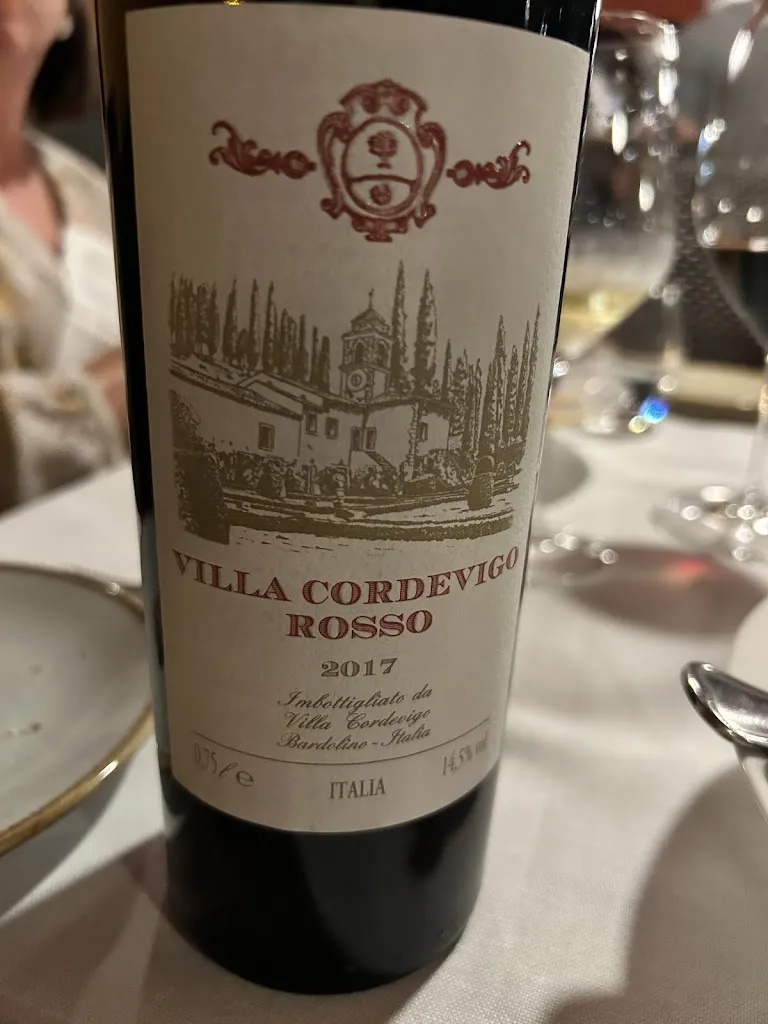 VILLA CORDEVIGO
ROSSO
2017
Imbottigliato da
Villa Cordevigo
Bardolino - Italia
0,75 l e
ITALIA
14,5% vol